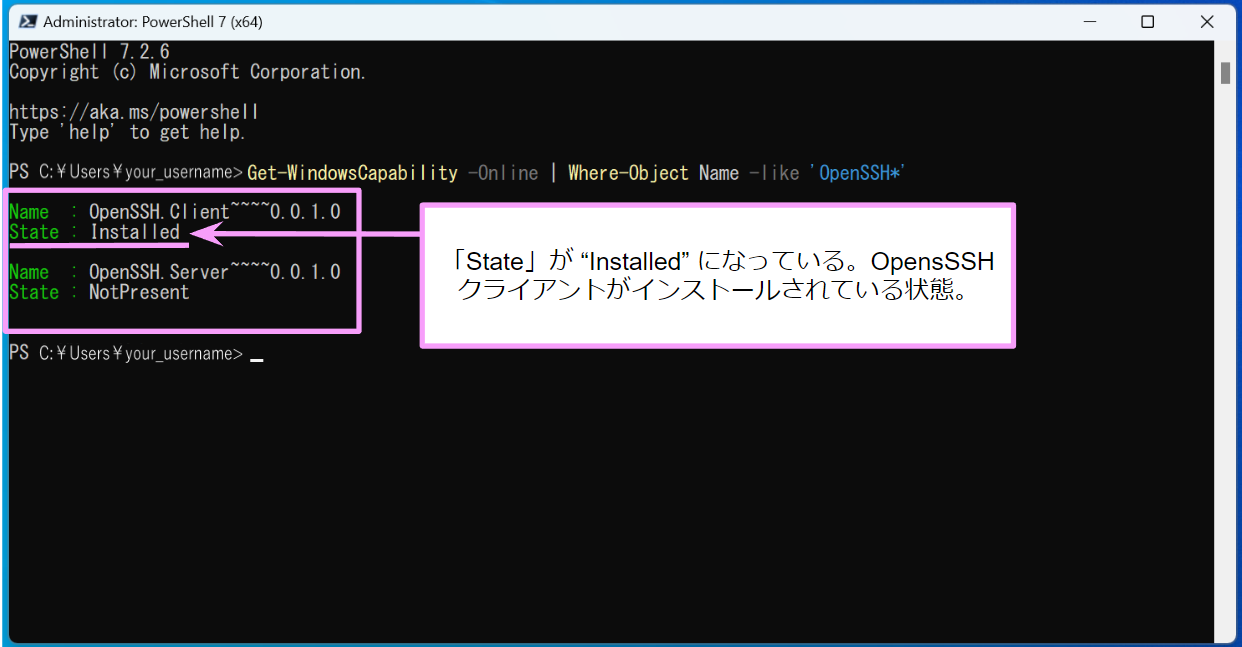 Administrator: PowerShell 7 (x64)
PowerShell 7.2.6
Copyright (c) Microsoft Corporation.
https://aka.ms/powershell
Type 'help' to get help.
PS C:¥Users¥your_username> Get-WindowsCapability -Online | Where-Object Name -like 'OpenSSH*'
Name  : OpenSSH.Client~~~~0.0.1.0
State : Installed
Name  : OpenSSH.Server~~~~0.0.1.0
State : NotPresent
「State」が “Installed” になっている。OpensSSH
クライアントがインストールされている状態。
PS C:¥Users¥your_username> _